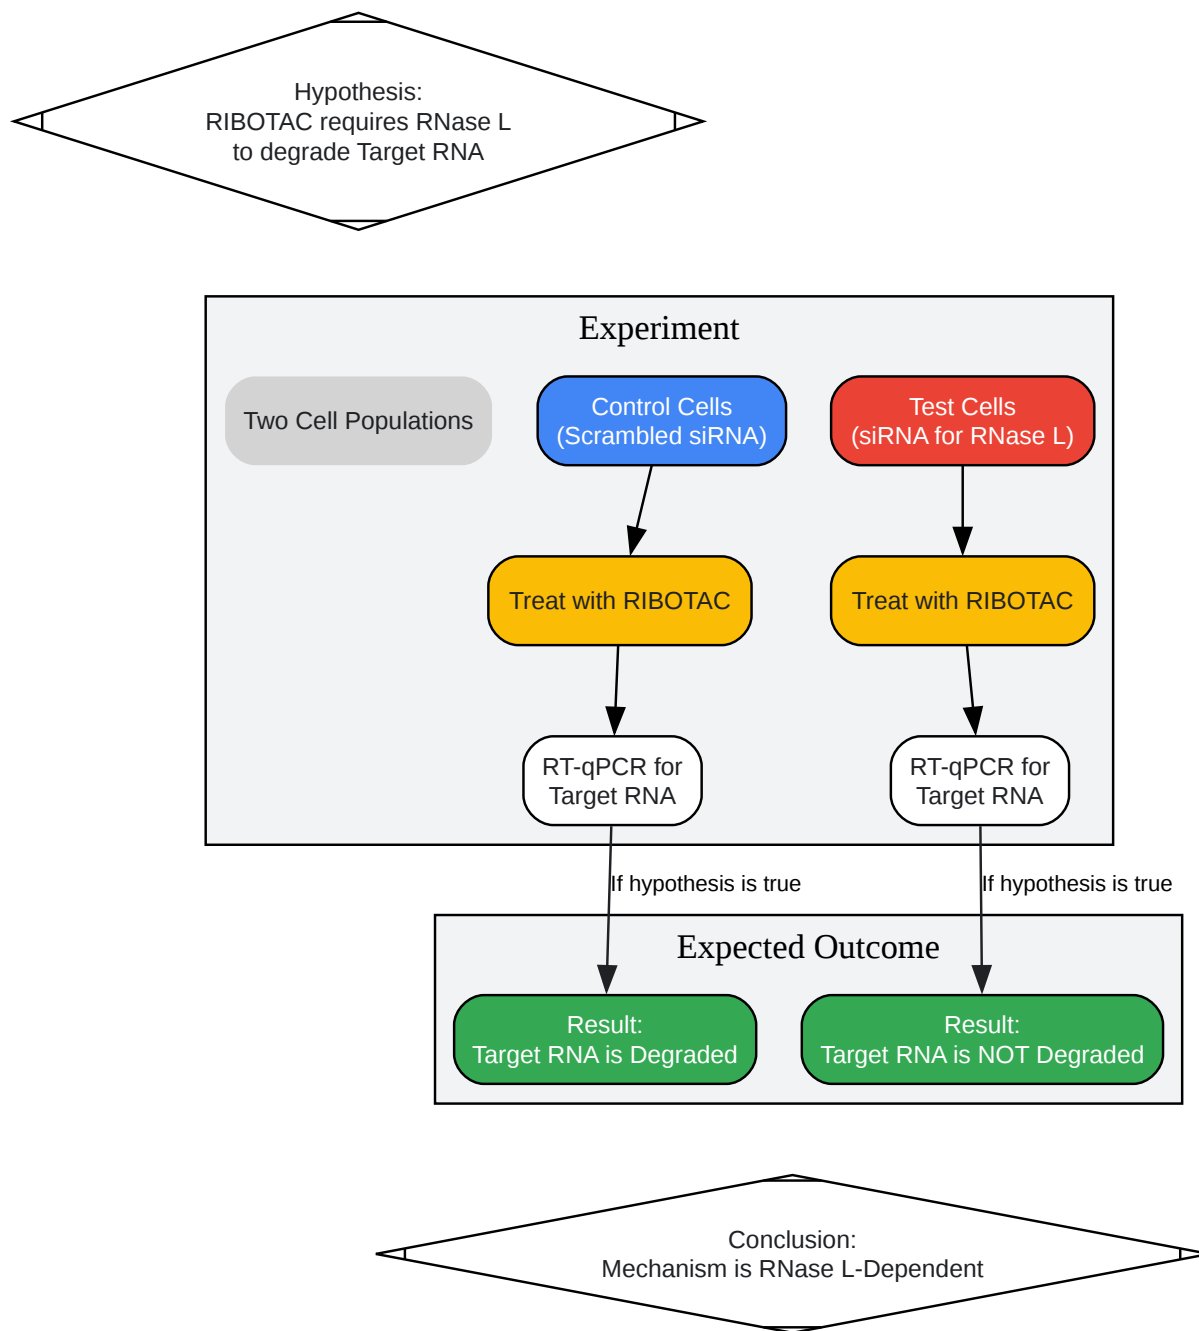 Hypothesis:
RIBOTAC requires RNase L
to degrade Target RNA
Experiment
Two Cell Populations
Control Cells
(Scrambled siRNA)
Test Cells
(siRNA for RNase L)
Treat with RIBOTAC
Treat with RIBOTAC
RT-qPCR for
Target RNA
RT-qPCR for
Target RNA
If hypothesis is true
If hypothesis is true
Expected Outcome
Result:
Target RNA is Degraded
Result:
Target RNA is NOT Degraded
Conclusion:
Mechanism is RNase L-Dependent